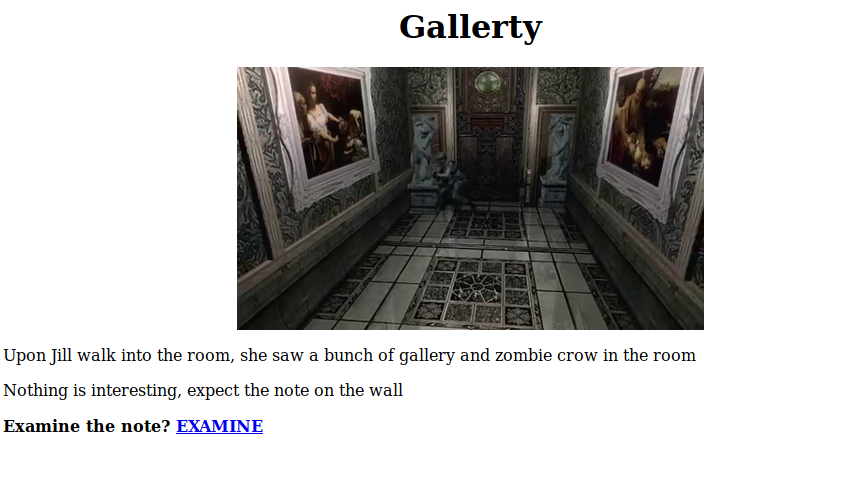 Gallerty
Upon Jill walk into the room, she saw a bunch of gallery and zombie crow in the room
Nothing is interesting, expect the note on the wall
Examine the note? EXAMINE